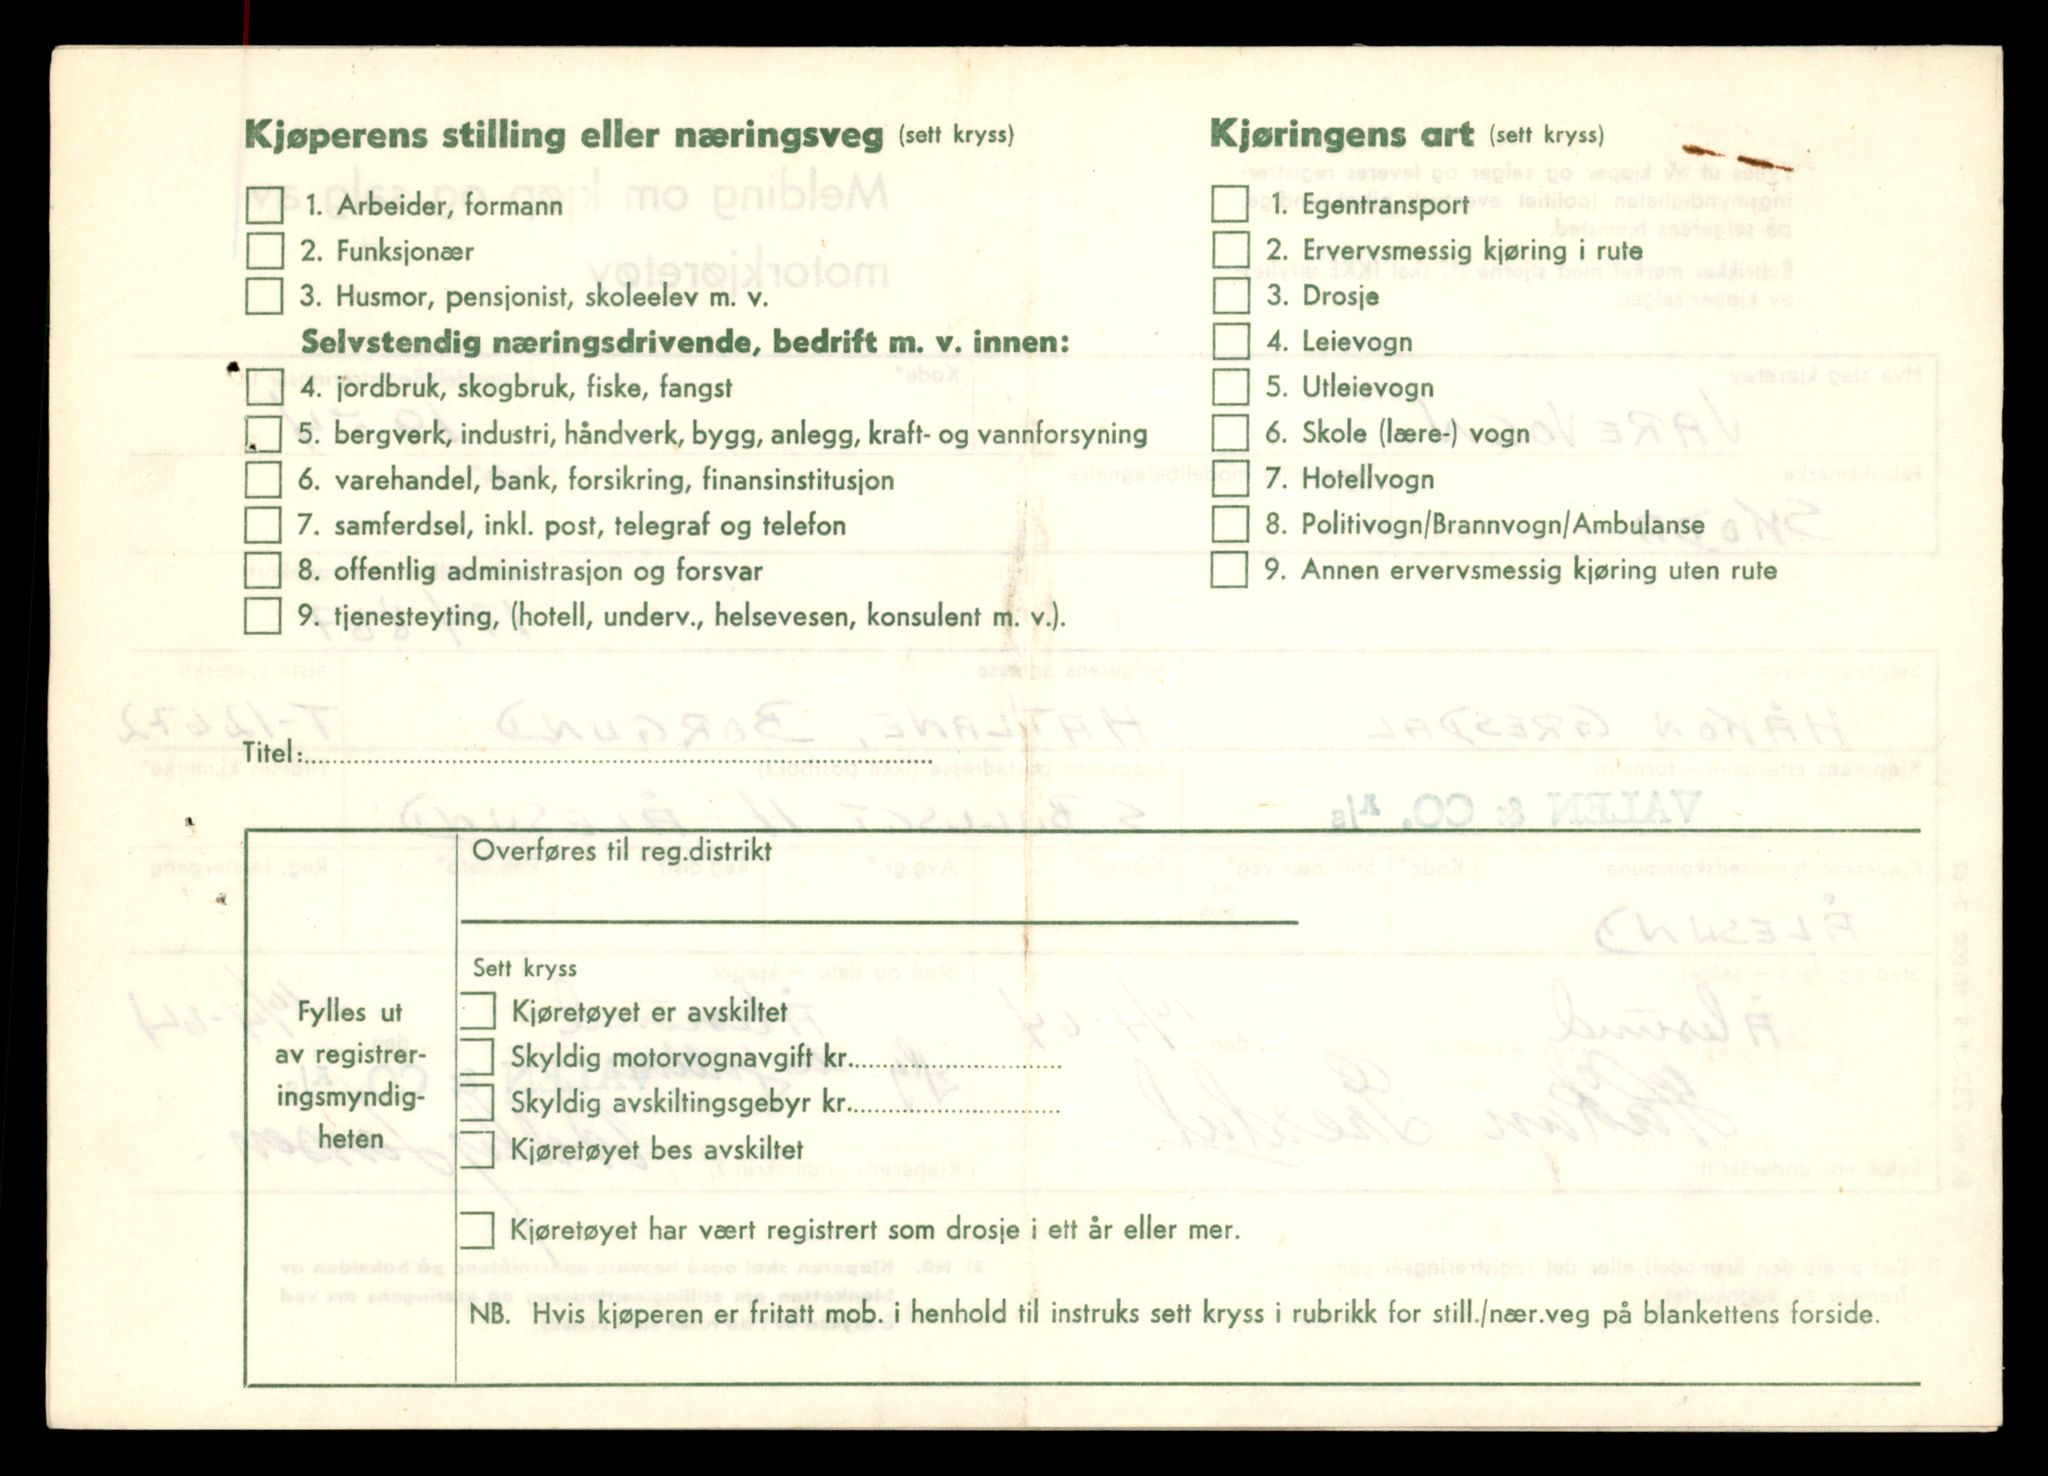 Kjøperens stilling eller næringsveg (sett kryss)
1. Arbeider, formann
2. Funksjonær
3. Husmor, pensjonist, skoleelev m. v.
Selvstendig næringsdrivende, bedrift m. v. innen:
4. jordbruk, skogbruk, fiske, fangst
5. bergverk, industri, håndverk, bygg, anlegg, kraft- og vannforsyning
6. varehandel, bank, forsikring, finansinstitusjon
7. samferdsel, inkl. post, telegraf og telefon
8. offentlig administrasjon og forsvar
9. tjenesteyting, (hotell, underv., helsevesen, konsulent m. v.).
Kjøringens art (sett kryss)
1. Egentransport
2. Ervervsmessig kjøring i rute
3. Drosje
4. Leievogn
5. Utleievogn
6. Skole (lære-) vogn
7. Hotellvogn
8. Politivogn/Brannvogn/Ambulanse
9. Annen ervervsmessig kjøring uten rute
Titel:
Fylles ut
av registrer-
ingsmyndig-
heten
Overføres til reg.distrikt
Sett kryss
Kjøretøyet er avskiltet
Skyldig motorvognavgift kr.
Skyldig avskiltingsgebyr kr.
Kjøretøyet bes avskiltet
Kjøretøyet har vært registrert som drosje i ett år eller mer.
NB. Hvis kjøperen er fritatt mob. i henhold til instruks sett kryss i rubrikk for still./nær.veg på blankettens forside.